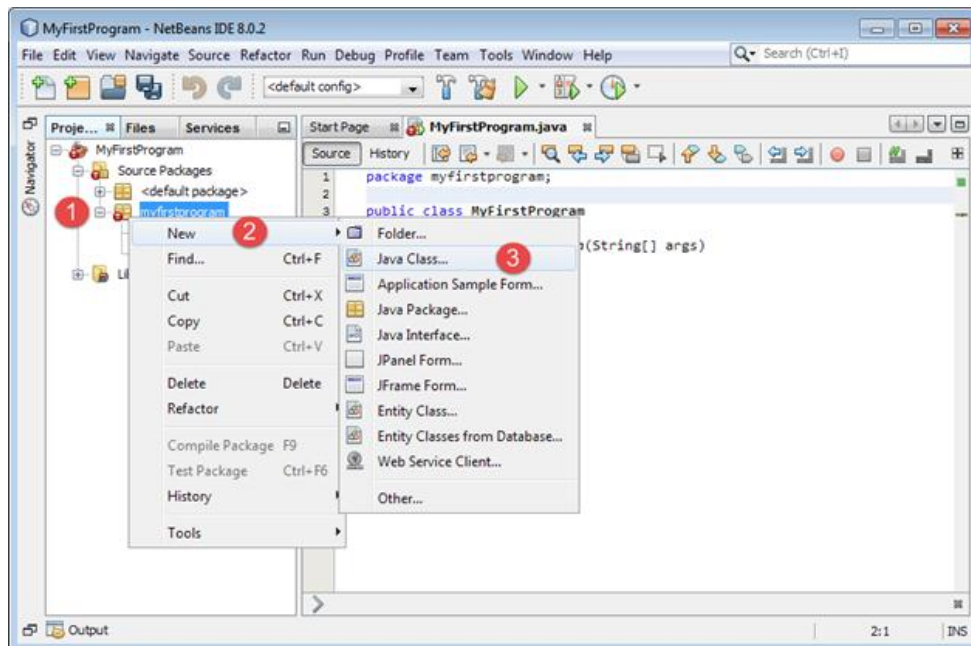 MyFirstProgram - NetBeans IDE 8.0.2
File Edit View Navigate Source Refactor Run Debug Profile Team Tools Window Help
Search (Ctrl+I)
<default config>
Proje... Files Services
Start Page MyFirstProgram.java
Navigator
MyFirstProgram
Source Packages
<default package>
1 myfirstprogram
Source History
1 package myfirstprogram;
2
3 public class MyFirstProgram
(String[] args)
New 2
Find... Ctrl+F
Cut Ctrl+X
Copy Ctrl+C
Paste Ctrl+V
Delete Delete
Refactor
Compile Package F9
Test Package Ctrl+F6
History
Tools
Folder...
Java Class... 3
Application Sample Form...
Java Package...
Java Interface...
JPanel Form...
JFrame Form...
Entity Class...
Entity Classes from Database...
Web Service Client...
Other...
Output
2:1 INS